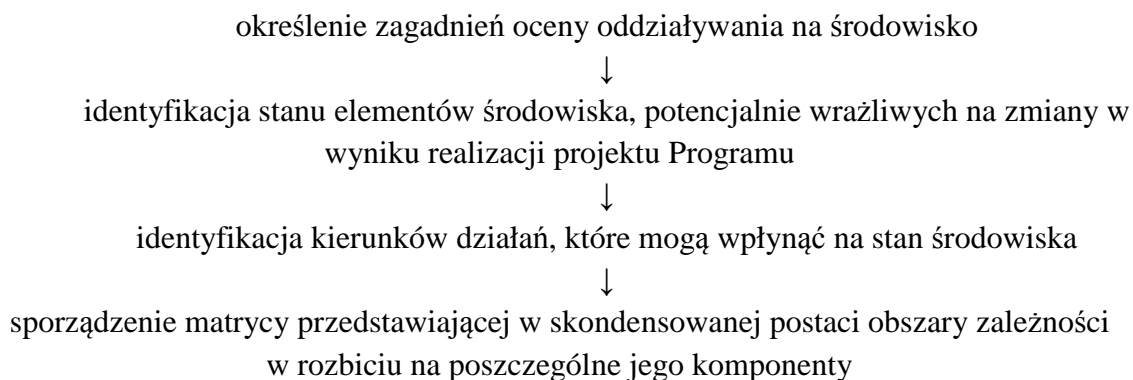 określenie zagadnień oceny oddziaływania na środowisko
↓
identyfikacja stanu elementów środowiska, potencjalnie wrażliwych na zmiany w
wyniku realizacji projektu Programu
↓
identyfikacja kierunków działań, które mogą wpłynąć na stan środowiska
↓
sporządzenie matrycy przedstawiającej w skondensowanej postaci obszary zależności
w rozbiciu na poszczególne jego komponenty